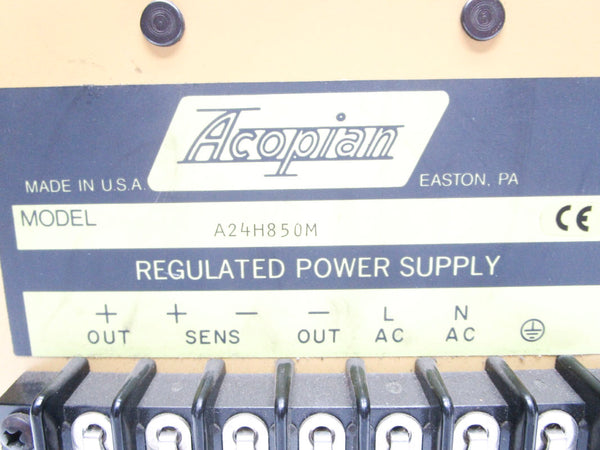 Acopian
MADE IN U.S.A.
EASTON, PA
MODEL A24H850M CE
REGULATED POWER SUPPLY
+ + − − L N
OUT SENS OUT AC AC